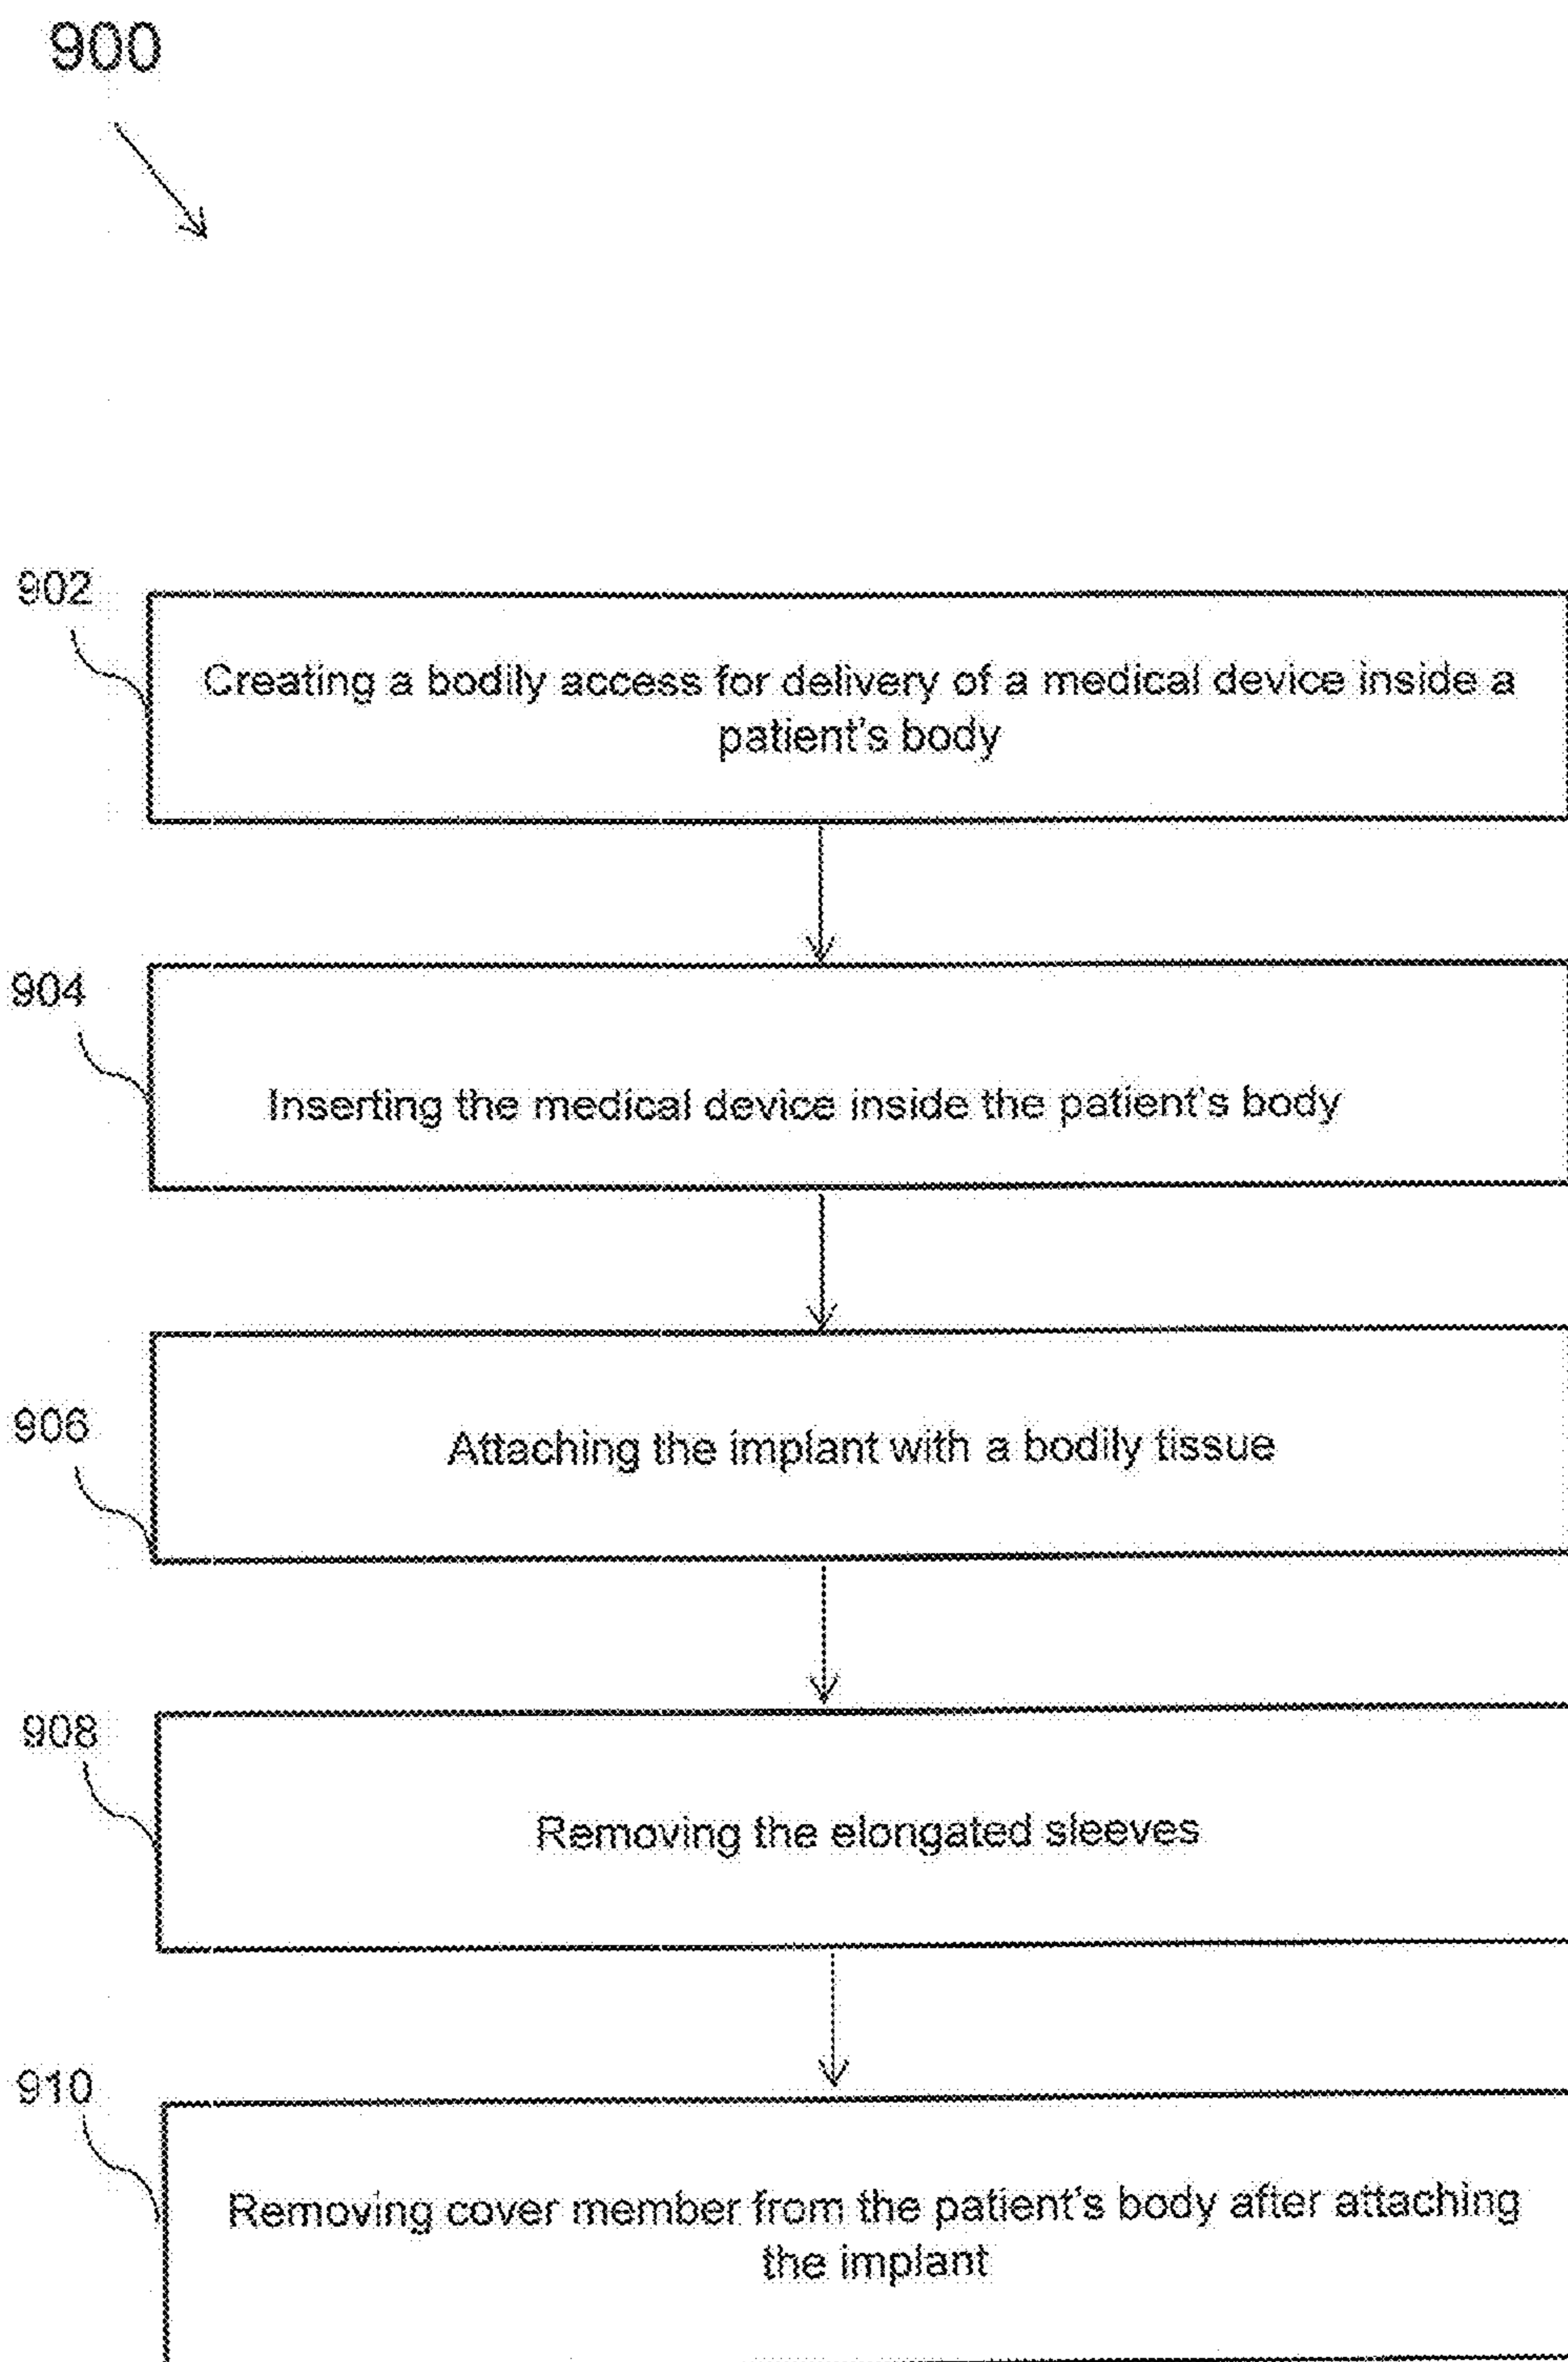 900
902
Creating a bodily access for delivery of a medical device inside a
patient's body
904
Inserting the medical device inside the patient's body
906
Attaching the implant with a bodily tissue
908
Removing the elongated sleeves
910
Removing cover member from the patient's body after attaching
the implant